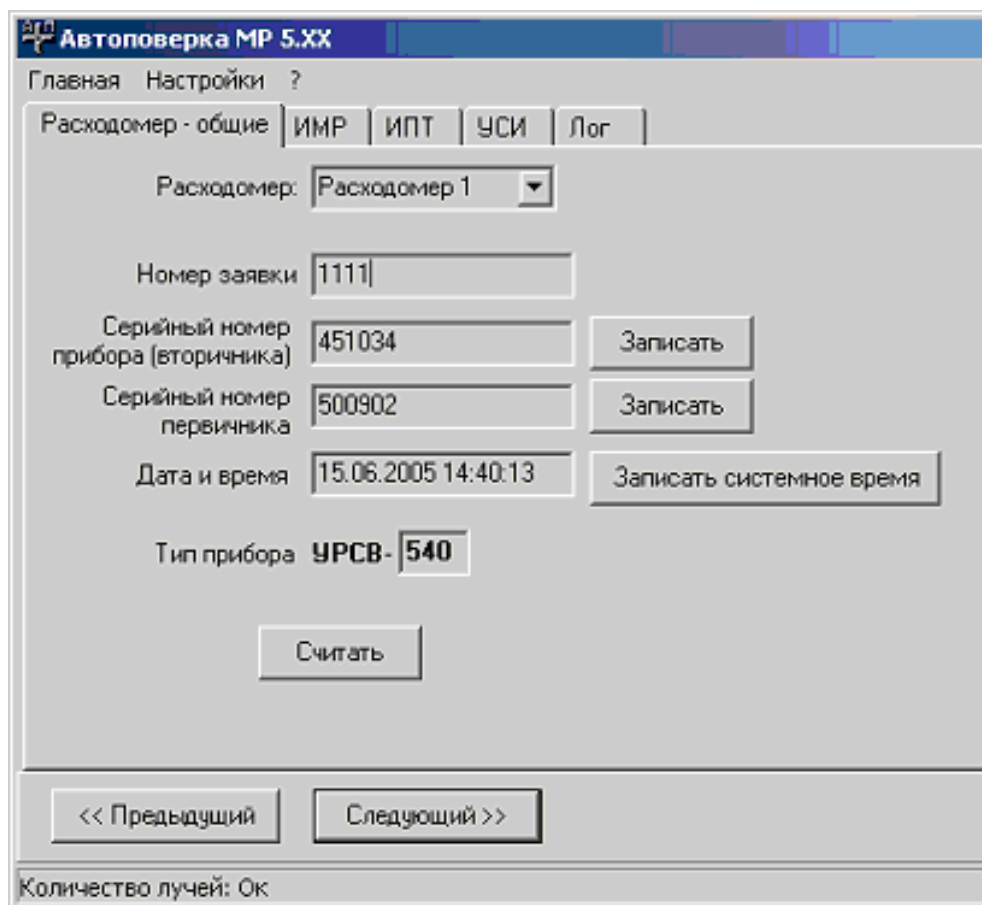 Автоповерка МР 5.XX
Главная Настройки ?
Расходомер - общие ИМР ИПТ УСИ Лог
Расходомер: Расходомер 1
Номер заявки 1111
Серийный номер
прибора (вторичника) 451034 Записать
Серийный номер
первичника 500902 Записать
Дата и время 15.06.2005 14:40:13 Записать системное время
Тип прибора УРСВ- 540
Считать
<< Предыдущий Следующий >>
Количество лучей: Ок